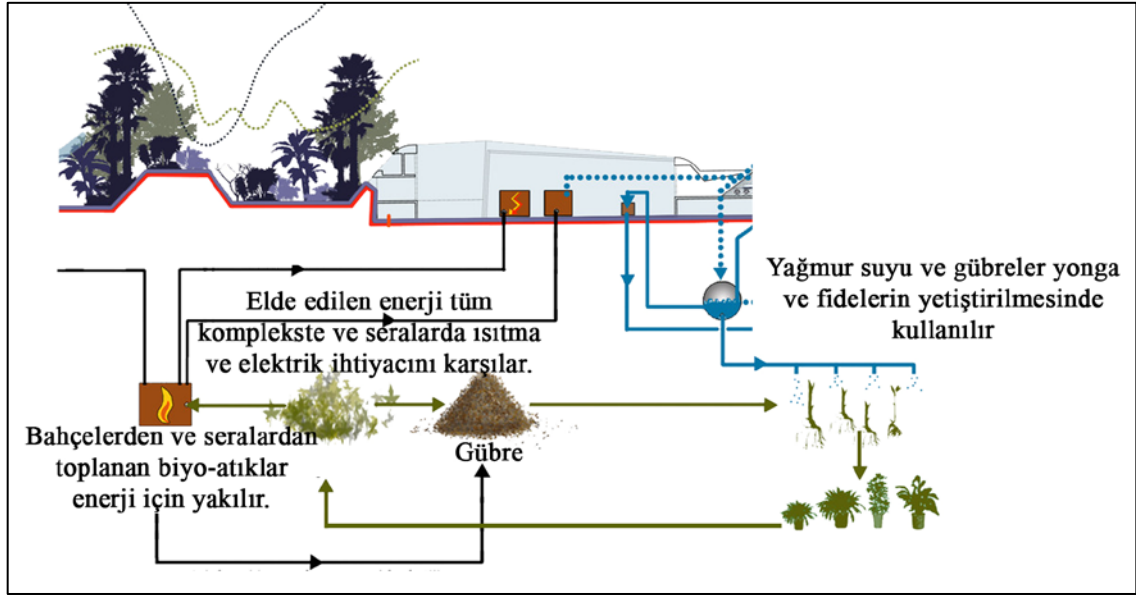 Yağmur suyu ve gübreler yonga
ve fidelerin yetiştirilmesinde
kullanılır
Elde edilen enerji tüm
komplekste ve seralarda ısıtma
ve elektrik ihtiyacını karşılar.
Bahçelerden ve seralardan
toplanan biyo-atıklar
enerji için yakılır.
Gübre